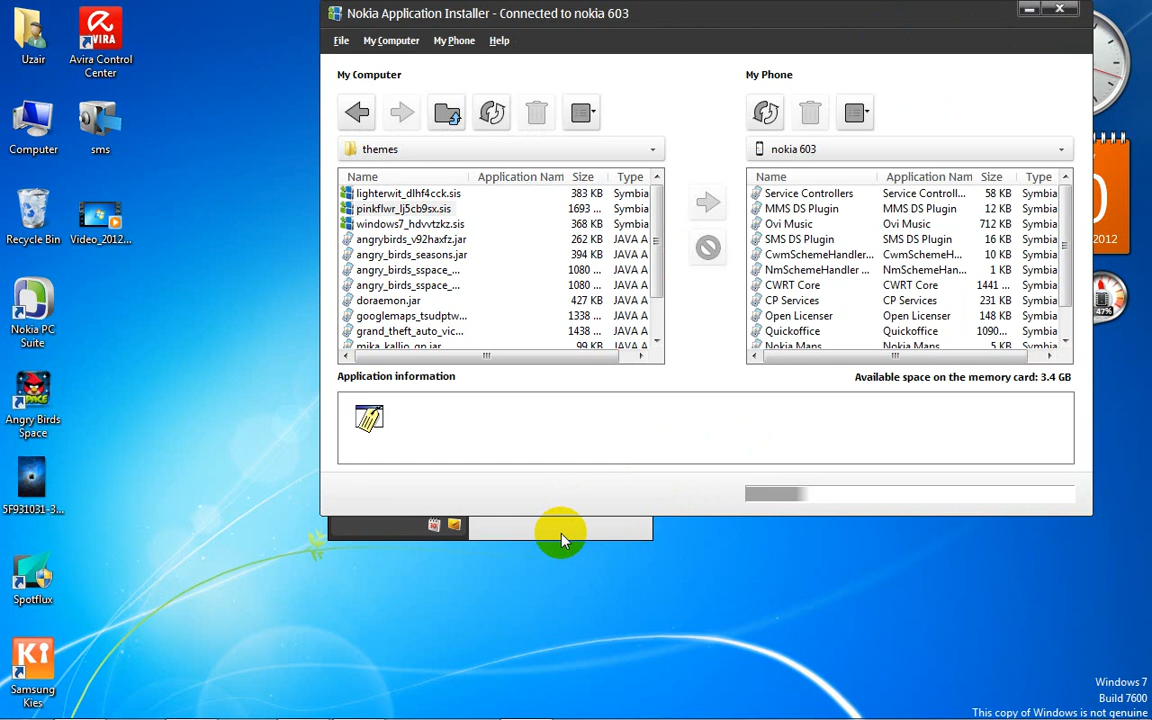 Uzair
Avira Control
Center
AVIRA
Computer
sms
Recycle Bin
Video_2012...
Nokia PC
Suite
Angry Birds
Space
SPACE
5F931031-3...
Spotflux
Ki
Samsung
Kies
Nokia Application Installer - Connected to nokia 603
File My Computer My Phone Help
My Computer
themes
Name Application Nam Size Type
lighterwit_dlhf4cck.sis 383 KB Symbia
pinkflwr_lj5cb9sx.sis 1693 ... Symbia
windows7_hdvvtzkz.sis 368 KB Symbia
angrybirds_v92haxfz.jar 262 KB JAVA A
angry_birds_seasons.jar 394 KB JAVA A
angry_birds_sspace_... 1080 ... JAVA A
angry_birds_sspace_... 1080 ... JAVA A
doraemon.jar 427 KB JAVA A
googlemaps_tsudptw... 1338 ... JAVA A
grand_theft_auto_vic... 1438 ... JAVA A
mika_kallio_gp.jar 99 KB JAVA A
My Phone
nokia 603
Name Application Nam Size Type
Service Controllers Service Controll... 58 KB Symbia
MMS DS Plugin MMS DS Plugin 12 KB Symbia
Ovi Music Ovi Music 712 KB Symbia
SMS DS Plugin SMS DS Plugin 16 KB Symbia
CwmSchemeHandler... CwmSchemeH... 10 KB Symbia
NmSchemeHandler ... NmSchemeHan... 1 KB Symbia
CWRT Core CWRT Core 1441 ... Symbia
CP Services CP Services 231 KB Symbia
Open Licenser Open Licenser 148 KB Symbia
Quickoffice Quickoffice 1090... Symbia
Nokia Maps Nokia Maps 5 KB Symbia
Application information
Available space on the memory card: 3.4 GB
2012
47%
Windows 7
Build 7600
This copy of Windows is not genuine